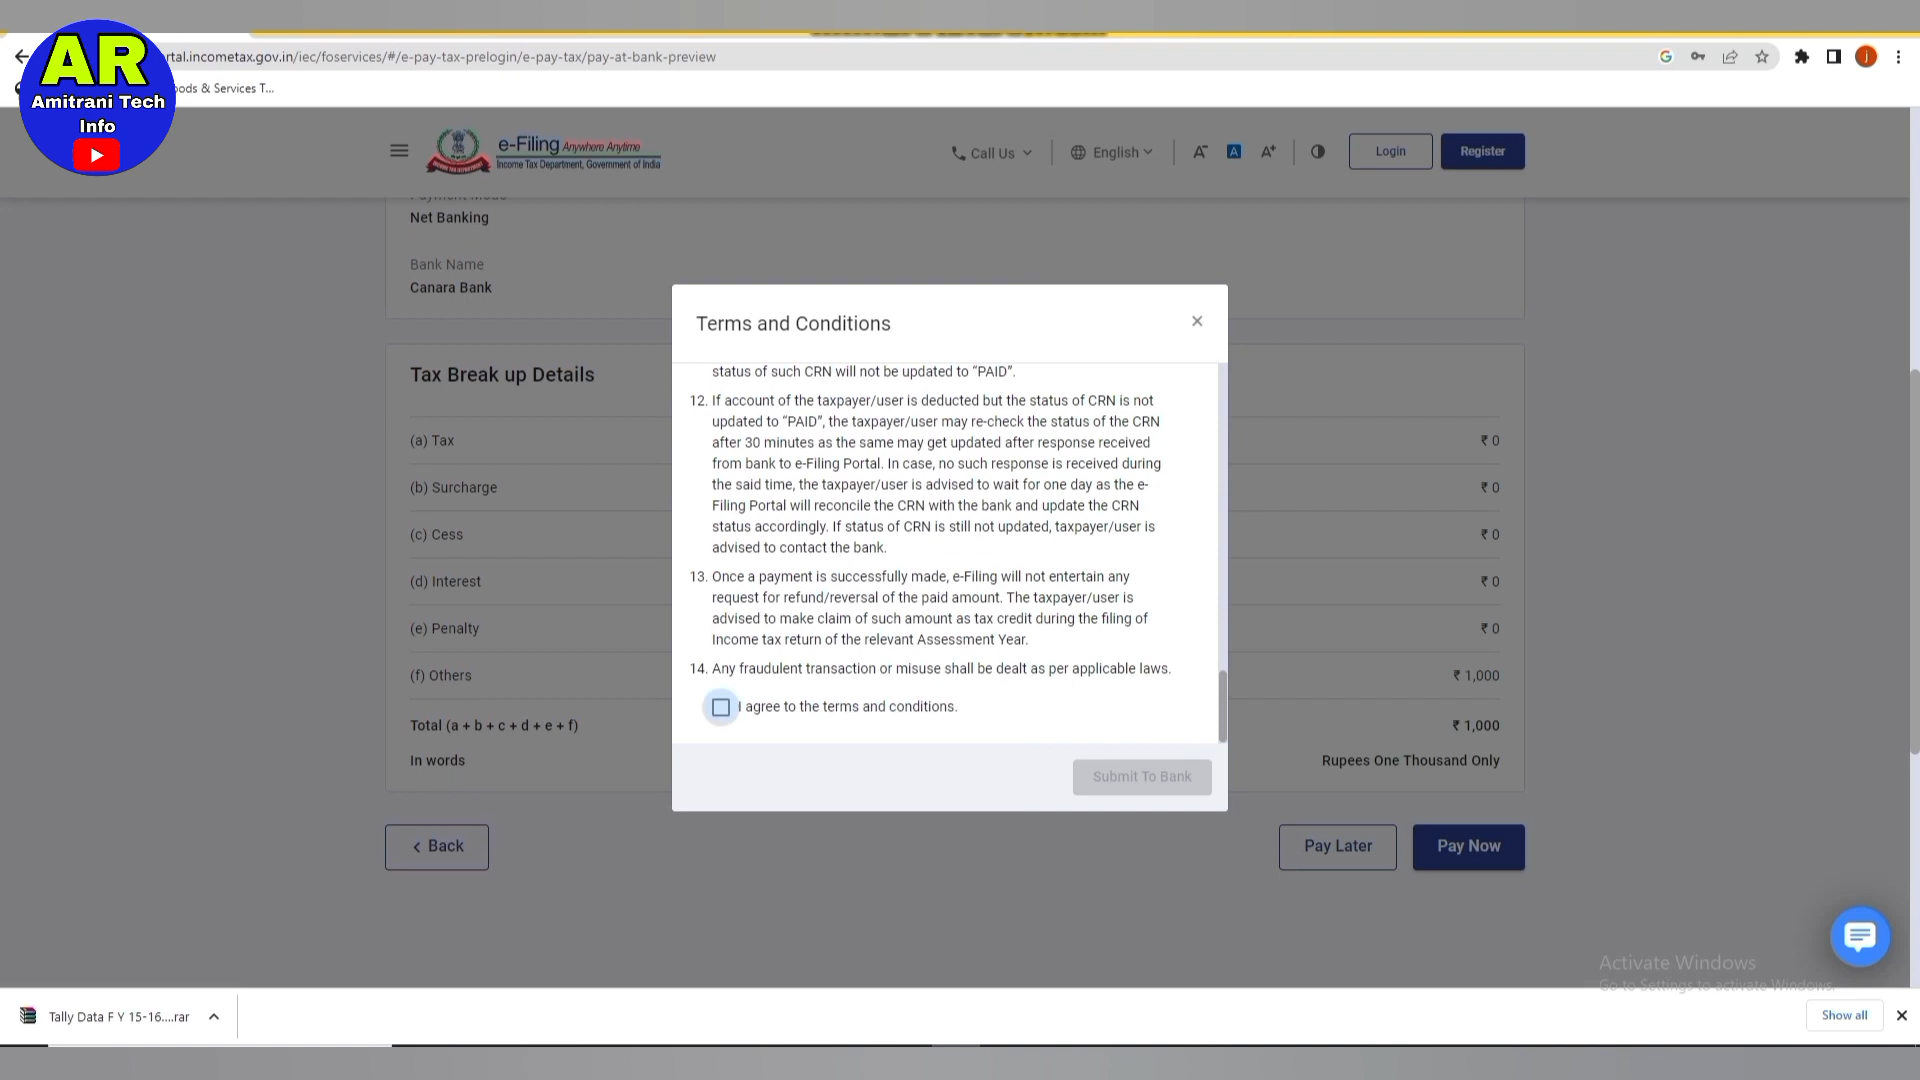 AR
Amitrani Tech
Info
rtal.incometax.gov.in/iec/foservices/#/e-pay-tax-prelogin/e-pay-tax/pay-at-bank-preview
oods & Services T...
e-Filing Anywhere Anytime
Income Tax Department, Government of India
Call Us
English
A-
A
A+
Login
Register
Payment Mode
Net Banking
Bank Name
Canara Bank
Tax Break up Details
(a) Tax
₹ 0
(b) Surcharge
₹ 0
(c) Cess
₹ 0
(d) Interest
₹ 0
(e) Penalty
₹ 0
(f) Others
₹ 1,000
Total (a + b + c + d + e + f)
₹ 1,000
In words
Rupees One Thousand Only
Terms and Conditions
status of such CRN will not be updated to “PAID”.
12. If account of the taxpayer/user is deducted but the status of CRN is not
updated to “PAID”, the taxpayer/user may re-check the status of the CRN
after 30 minutes as the same may get updated after response received
from bank to e-Filing Portal. In case, no such response is received during
the said time, the taxpayer/user is advised to wait for one day as the e-
Filing Portal will reconcile the CRN with the bank and update the CRN
status accordingly. If status of CRN is still not updated, taxpayer/user is
advised to contact the bank.
13. Once a payment is successfully made, e-Filing will not entertain any
request for refund/reversal of the paid amount. The taxpayer/user is
advised to make claim of such amount as tax credit during the filing of
Income tax return of the relevant Assessment Year.
14. Any fraudulent transaction or misuse shall be dealt as per applicable laws.
I agree to the terms and conditions.
Submit To Bank
Back
Pay Later
Pay Now
Activate Windows
Go to Settings to activate Windows.
Tally Data F Y 15-16....rar
Show all